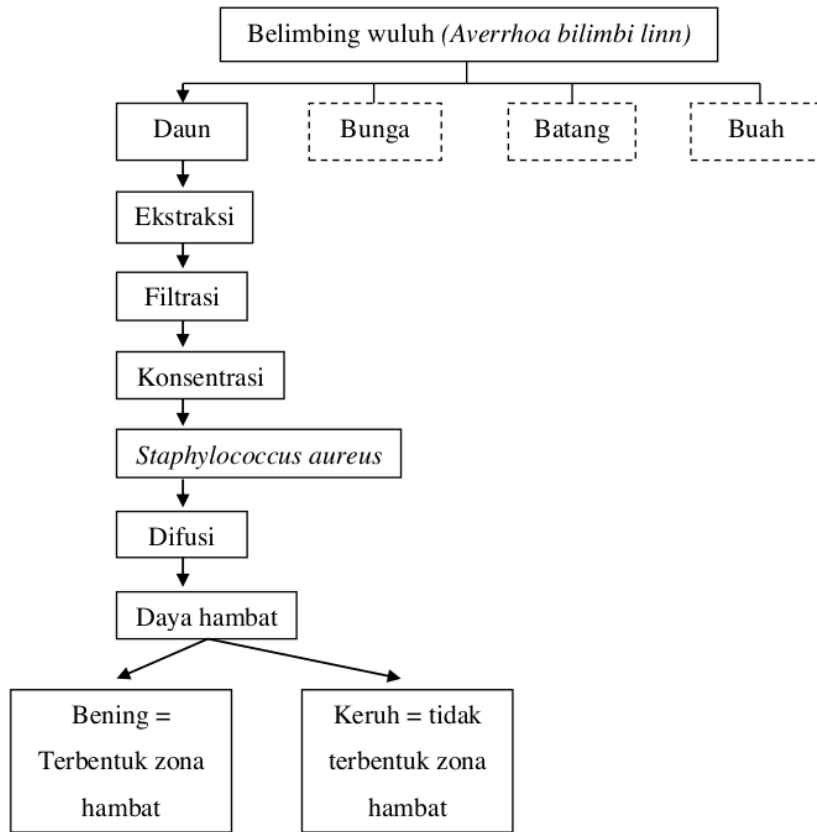 Belimbing wuluh (Averrhoa bilimbi linn)
Daun
Bunga
Batang
Buah
Ekstraksi
Filtrasi
Konsentrasi
Staphylococcus aureus
Difusi
Daya hambat
Bening =
Terbentuk zona
hambat
Keruh = tidak
terbentuk zona
hambat